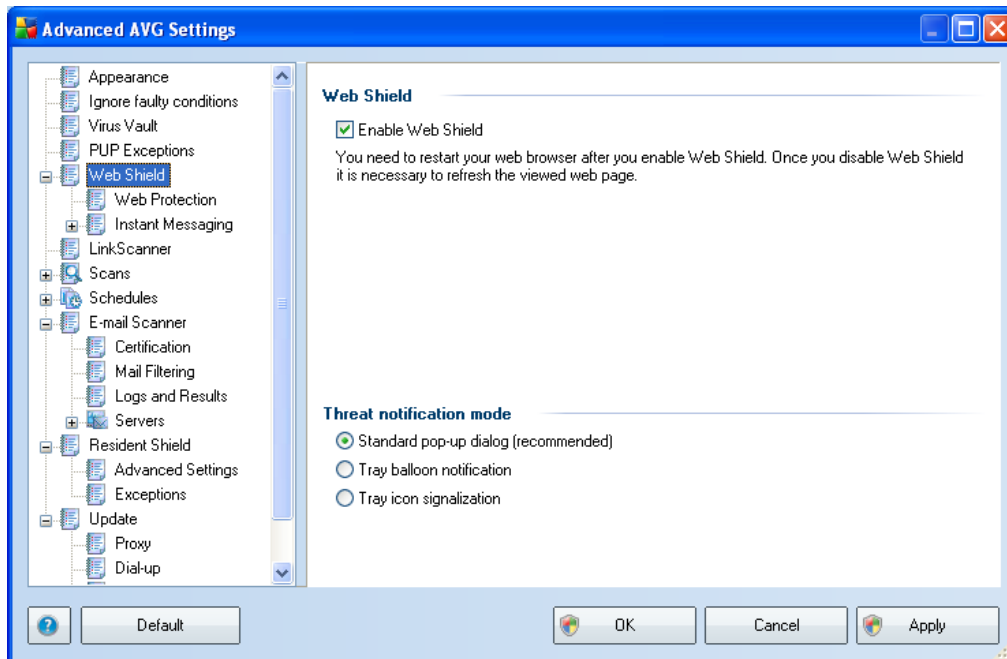 Advanced AVG Settings
Appearance
Ignore faulty conditions
Virus Vault
PUP Exceptions
Web Shield
Web Protection
Instant Messaging
LinkScanner
Scans
Schedules
E-mail Scanner
Certification
Mail Filtering
Logs and Results
Servers
Resident Shield
Advanced Settings
Exceptions
Update
Proxy
Dial-up
Web Shield
Enable Web Shield
You need to restart your web browser after you enable Web Shield. Once you disable Web Shield
it is necessary to refresh the viewed web page.
Threat notification mode
Standard pop-up dialog (recommended)
Tray balloon notification
Tray icon signalization
Default
OK
Cancel
Apply